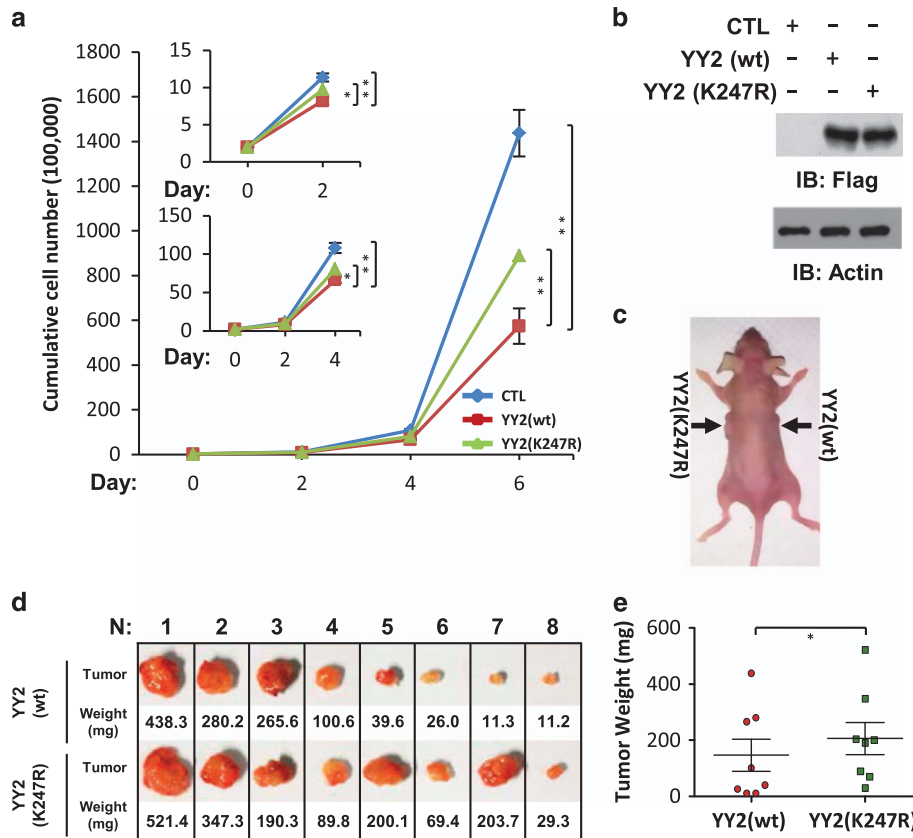 a
Cumulative cell number (100,000)
1800
1600
1400
1200
1000
800
600
400
200
0
Day: 0 2 4 6
15
10
5
0
Day: 0 2
* **
150
100
50
0
Day: 0 2 4
* **
** **
CTL
YY2(wt)
YY2(K247R)
b
CTL + − −
YY2 (wt) − + −
YY2 (K247R) − − +
IB: Flag
IB: Actin
c
YY2(K247R)
YY2(wt)
d
N: 1 2 3 4 5 6 7 8
YY2 (wt)
Tumor
Weight (mg) 438.3 280.2 265.6 100.6 39.6 26.0 11.3 11.2
YY2 (K247R)
Tumor
Weight (mg) 521.4 347.3 190.3 89.8 200.1 69.4 203.7 29.3
e
Tumor Weight (mg)
600
400
200
0
*
YY2(wt) YY2(K247R)